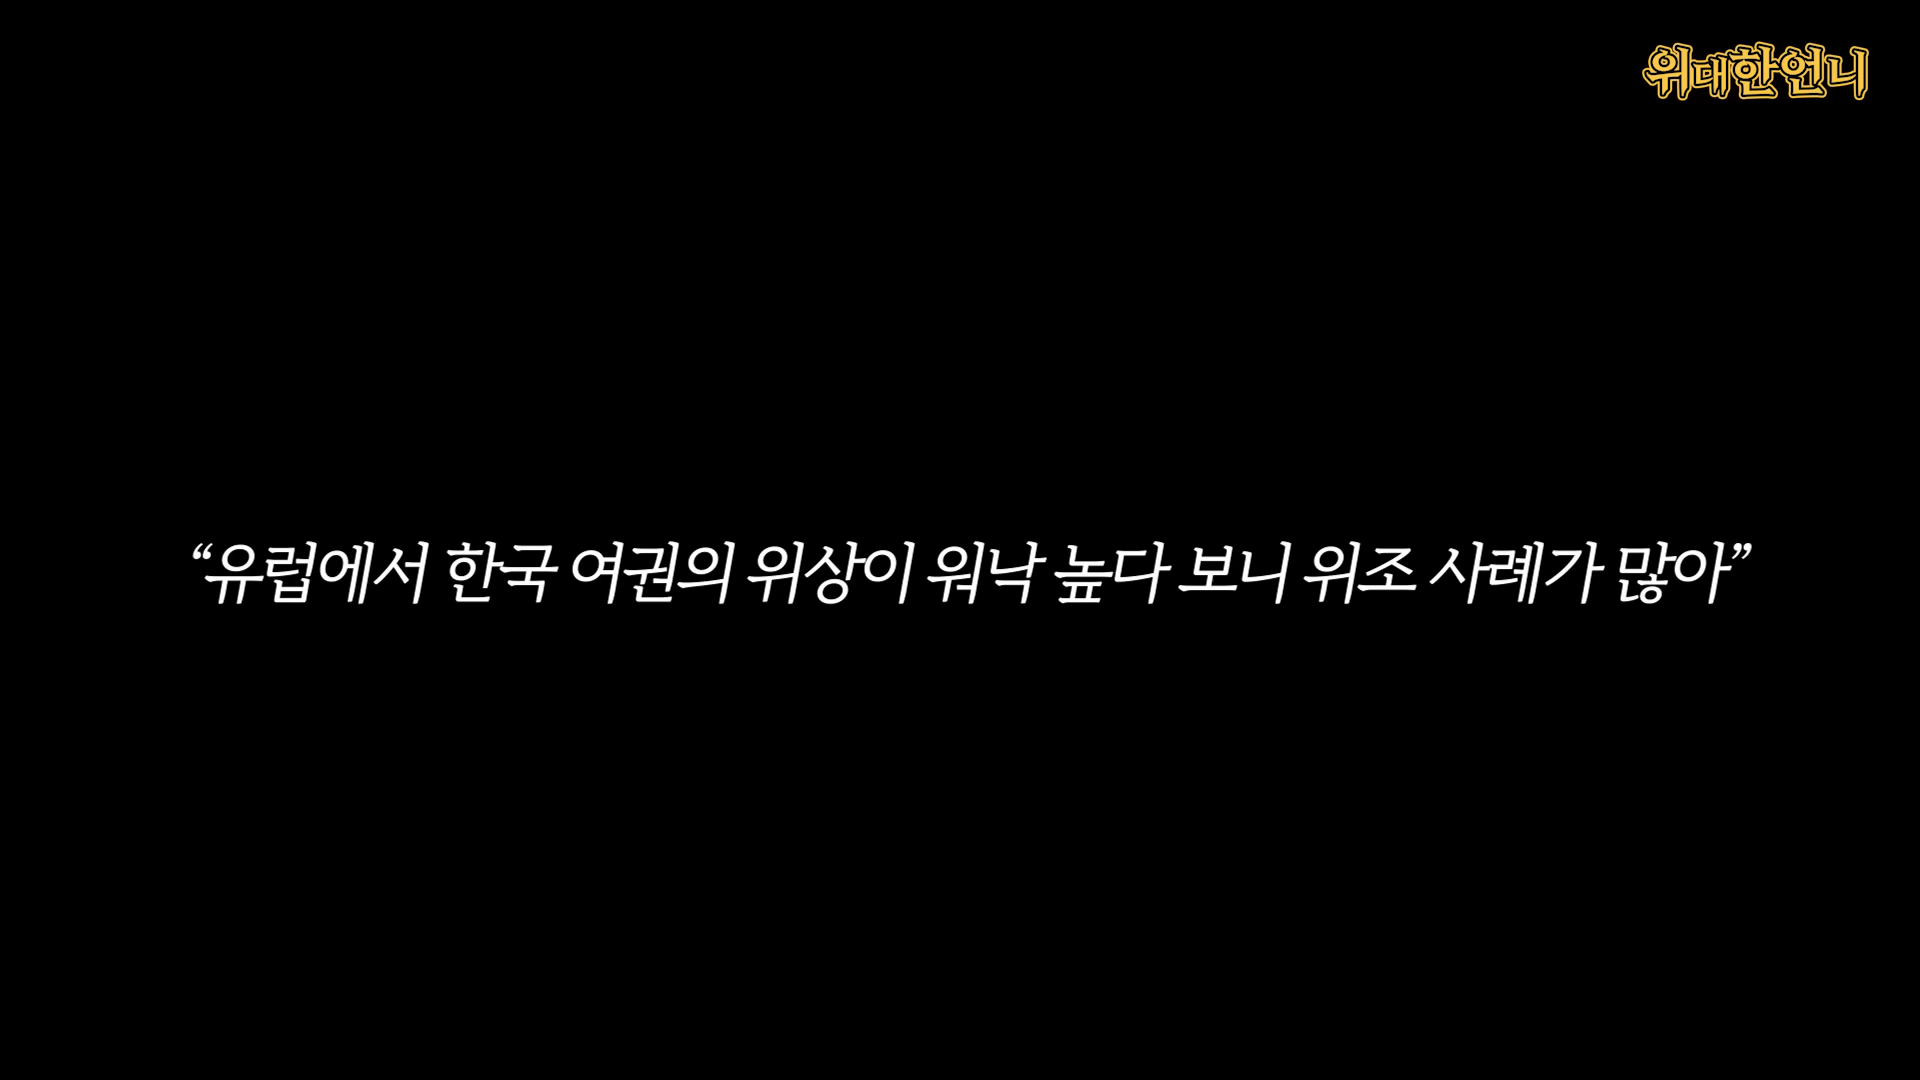 위대한언니
“유럽에서 한국 여권의 위상이 워낙 높다 보니 위조 사례가 많아”